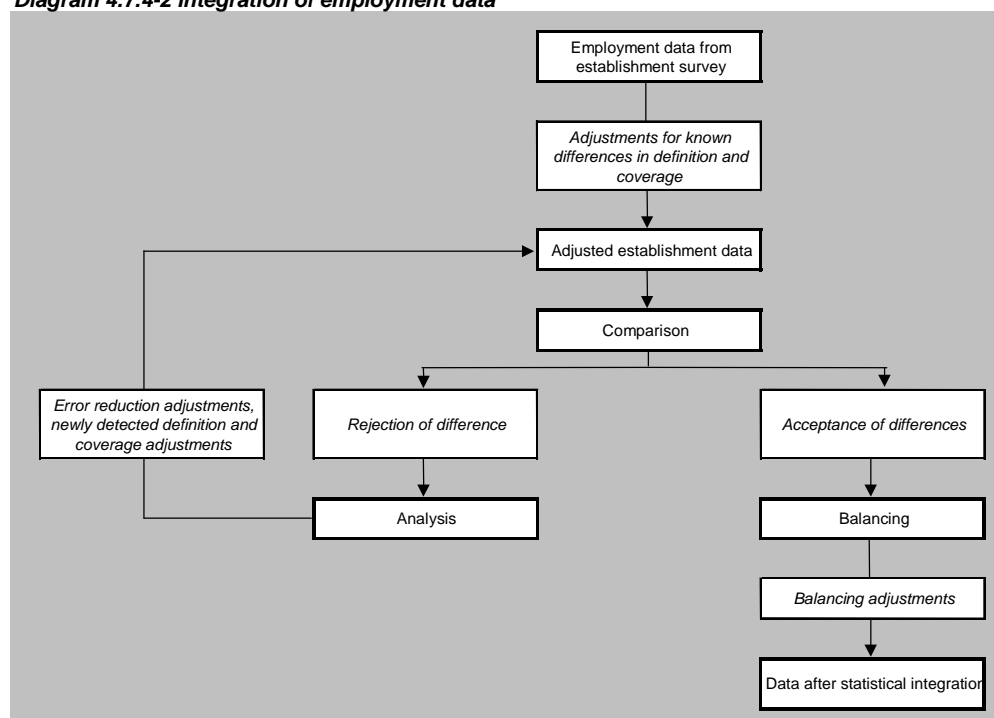 Diagram 4.7.4-2 Integration of employment data
Employment data from
establishment survey
Adjustments for known
differences in definition and
coverage
Adjusted establishment data
Comparison
Error reduction adjustments,
newly detected definition and
coverage adjustments
Rejection of difference
Acceptance of differences
Analysis
Balancing
Balancing adjustments
Data after statistical integration